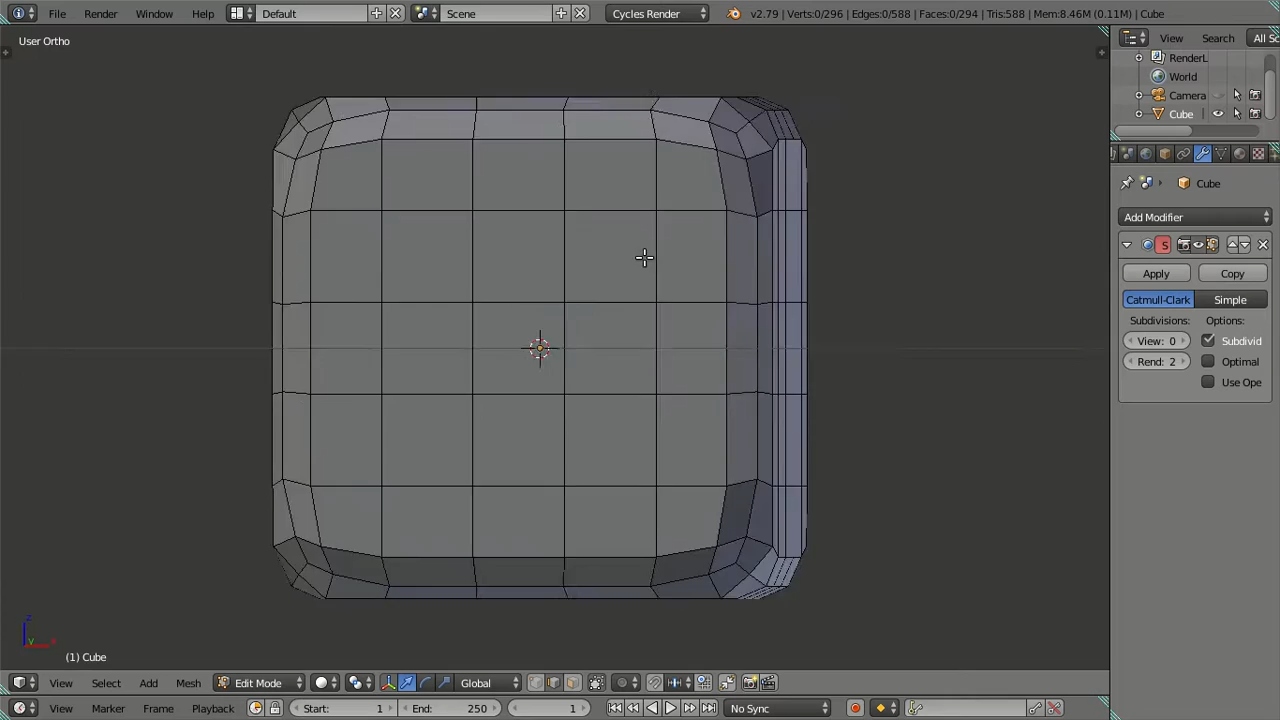 File Render Window Help Default Scene Cycles Render v2.79 | Verts:0/296 | Edges:0/588 | Faces:0/294 | Tris:588 | Mem:8.46M (0.11M) | Cube
User Ortho
View Search All Sc
RenderL
World
Camera
Cube
Cube
Add Modifier
S
Apply Copy
Catmull-Clark Simple
Subdivisions: Options:
View: 0 Subdivid
Rend: 2 Optimal
Use Ope
z
y x
(1) Cube
View Select Add Mesh Edit Mode Global
View Marker Frame Playback Start: 1 End: 250 1 No Sync